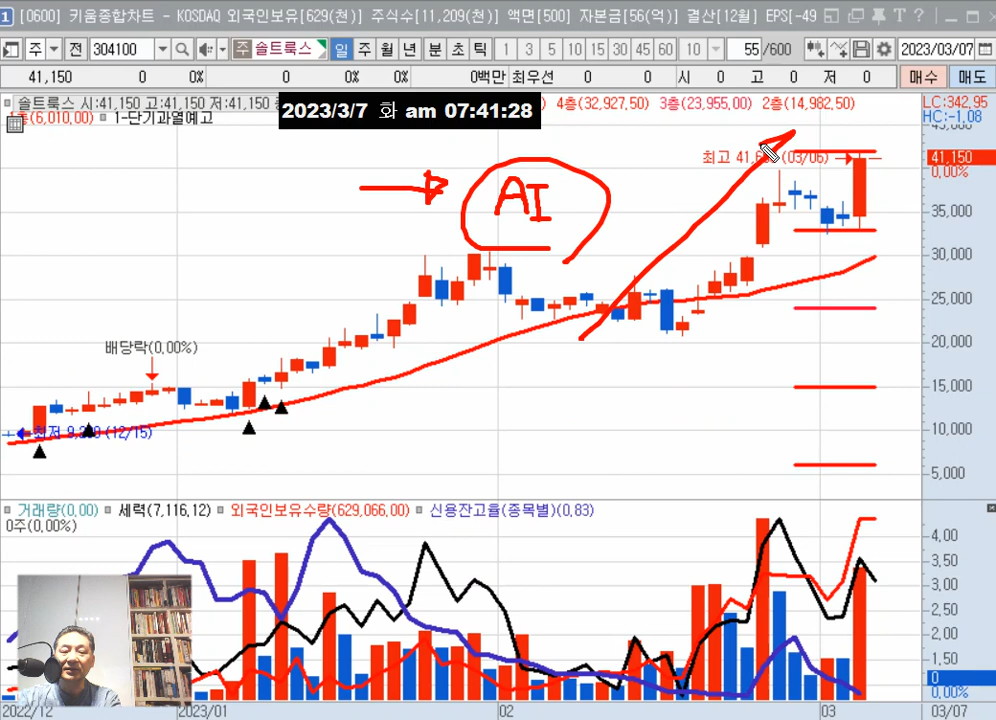 [0600] 키움종합차트 - KOSDAQ 외국인보유[629(천)] 주식수[11,209(천)] 액면[500] 자본금[56(억)] 결산[12월] EPS[-49
주 전 304100 주 솔트룩스 일 주 월 년 분 초 틱 1 3 5 10 15 30 45 60 10 55 /600 2023/03/07
41,150 0 0% 0 0% 0% 0백만 최우선 0 0 시 0 고 0 저 0 매수 매도
솔트룩스 시:41,150 고:41,150 저:41,150 4층(32,927,50) 3층(23,955,00) 2층(14,982,50) LC:342,95
(6,010,00) 1-단기과열예고 HC:-1,08
2023/3/7 화 am 07:41:28
45,000
최고 41,6 (03/06) 41,150
0,00%
AI
35,000
30,000
25,000
20,000
배당락(0,00%)
15,000
최저 9,2 0 (12/15) 10,000
5,000
거래량(0,00) 세력(7,116,12) 외국인보유수량(629,066,00) 신용잔고율(종목별)(0,83)
0주(0,00%)
4,00
3,50
3,00
2,50
2,00
1,50
0
0,00%
2022/12 2023/01 02 03 03/07